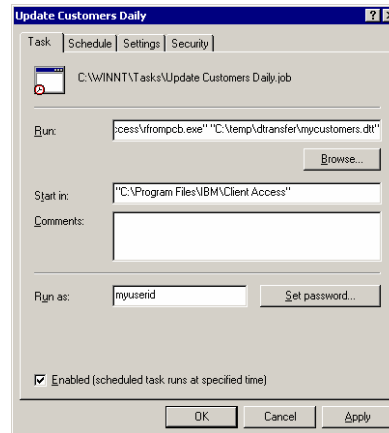 Update Customers Daily
Task Schedule Settings Security
C:\WINNT\Tasks\Update Customers Daily.job
Run: ccess\rfrompcb.exe" "C:\temp\dtransfer\mycustomers.dtt"
Browse...
Start in: "C:\Program Files\IBM\Client Access"
Comments:
Run as: myuserid Set password...
Enabled (scheduled task runs at specified time)
OK Cancel Apply